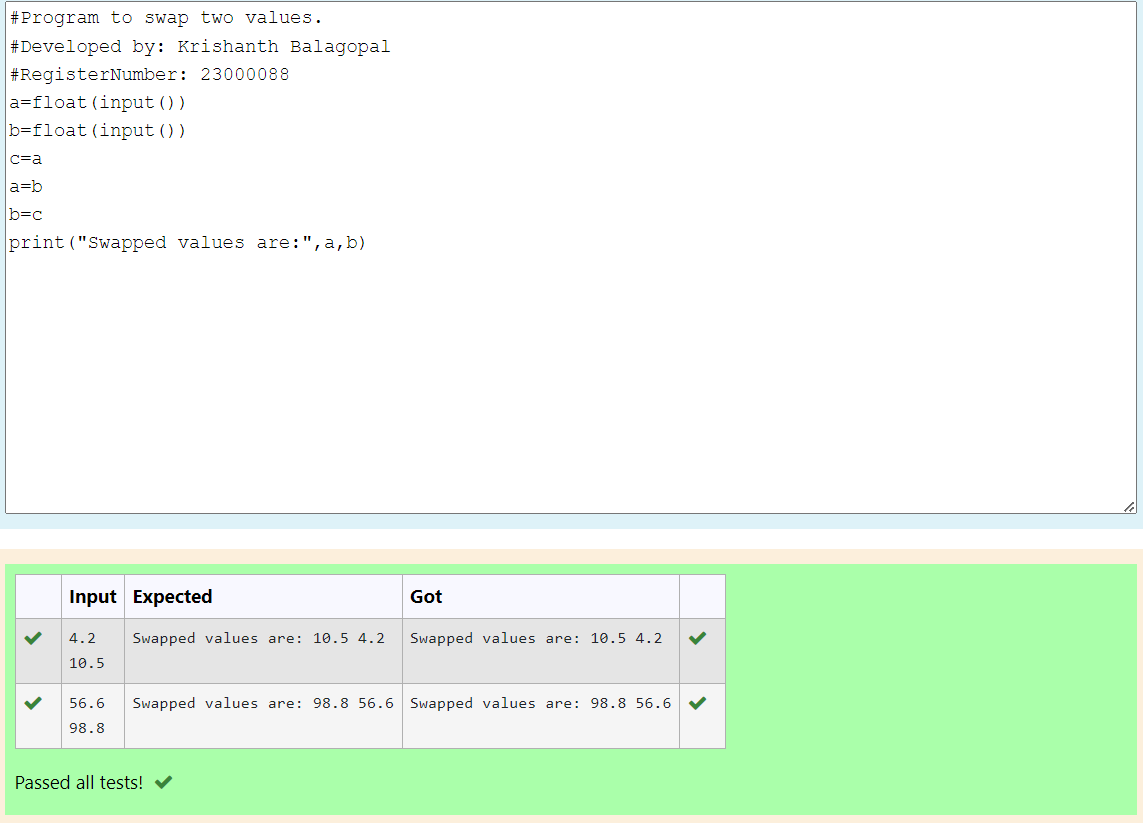 #Program to swap two values.
#Developed by: Krishanth Balagopal
#RegisterNumber: 23000088
a=float(input())
b=float(input())
c=a
a=b
b=c
print("Swapped values are:",a,b)
Input Expected Got
4.2 Swapped values are: 10.5 4.2 Swapped values are: 10.5 4.2
10.5
56.6 Swapped values are: 98.8 56.6 Swapped values are: 98.8 56.6
98.8
Passed all tests!